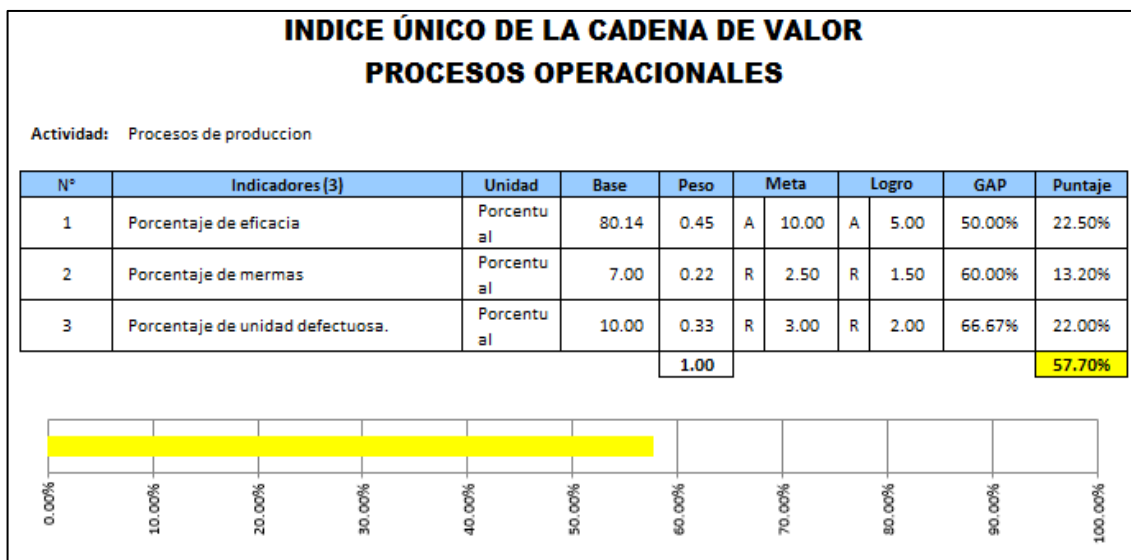 INDICE ÚNICO DE LA CADENA DE VALOR
PROCESOS OPERACIONALES
Actividad: Procesos de produccion
N° Indicadores (3) Unidad Base Peso Meta Logro GAP Puntaje
1 Porcentaje de eficacia Porcentu al 80.14 0.45 A 10.00 A 5.00 50.00% 22.50%
2 Porcentaje de mermas Porcentu al 7.00 0.22 R 2.50 R 1.50 60.00% 13.20%
3 Porcentaje de unidad defectuosa. Porcentu al 10.00 0.33 R 3.00 R 2.00 66.67% 22.00%
1.00 57.70%
0.00% 10.00% 20.00% 30.00% 40.00% 50.00% 60.00% 70.00% 80.00% 90.00% 100.00%